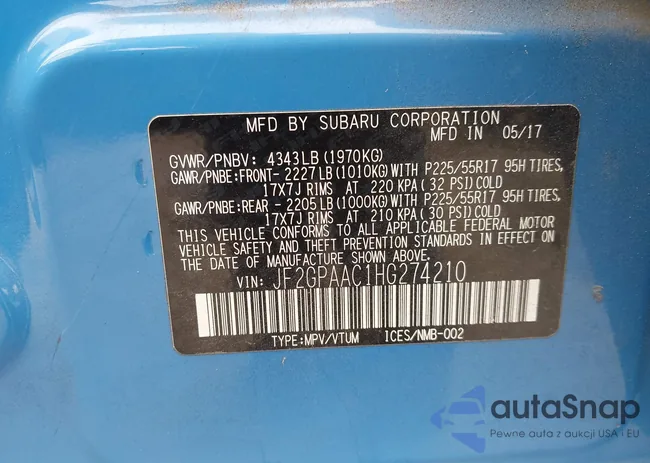 MFD BY SUBARU CORPORATION
MFD IN 05/17
GVWR/PNBV: 4343LB(1970KG)
GAWR/PNBE:FRONT- 2227LB(1010KG)WITH P225/55R17 95H TIRES,
17X7J RIMS AT 220 KPA(32 PSI)COLD
GAWR/PNBE:REAR - 2205LB(1000KG)WITH P225/55R17 95H TIRES,
17X7J RIMS AT 210 KPA(30 PSI)COLD
THIS VEHICLE CONFORMS TO ALL APPLICABLE FEDERAL MOTOR
VEHICLE SAFETY AND THEFT PREVENTION STANDARDS IN EFFECT ON
THE DATE OF MANUFACTURE SHOWN ABOVE.
VIN: JF2GPAAC1HG274210
TYPE:MPV/VTUM ICES/NMB-002
autaSnap
Pewne auta z aukcji USA i EU